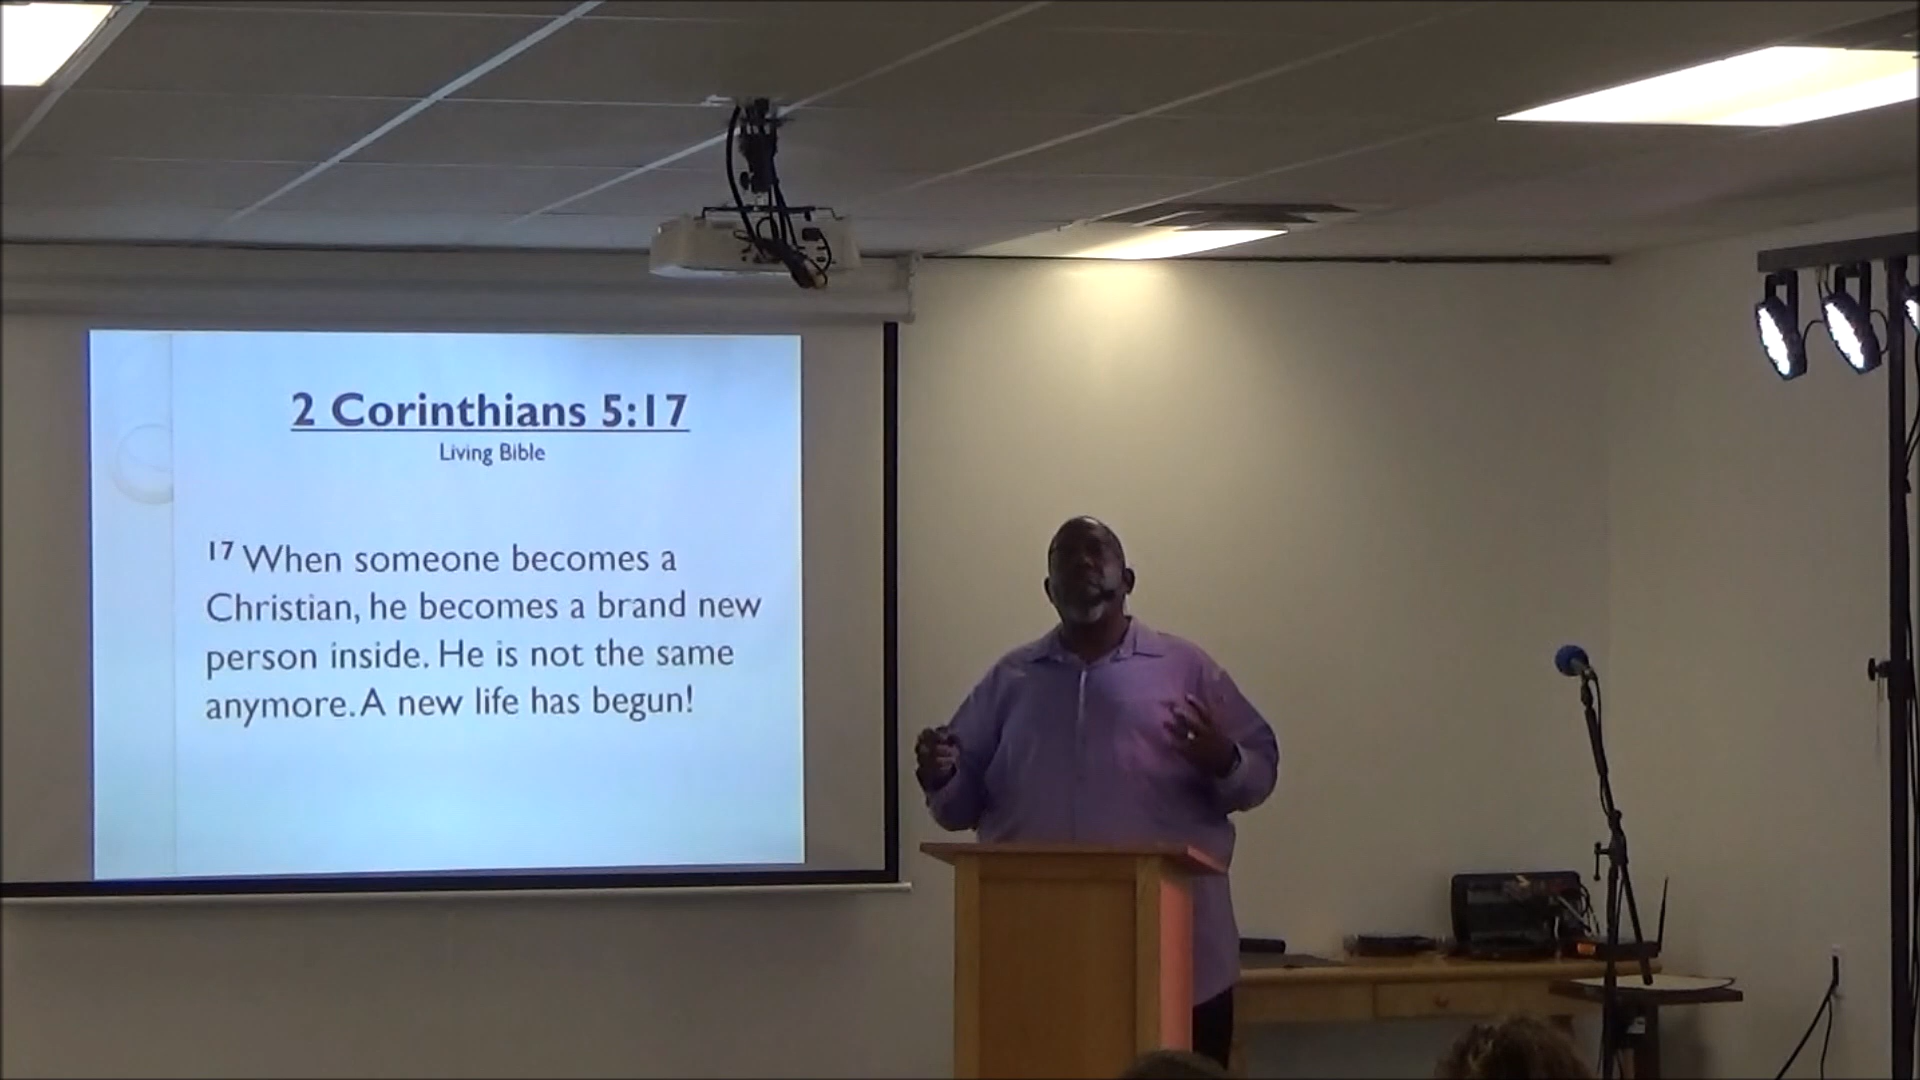 2 Corinthians 5:17
Living Bible
17 When someone becomes a
Christian, he becomes a brand new
person inside. He is not the same
anymore. A new life has begun!